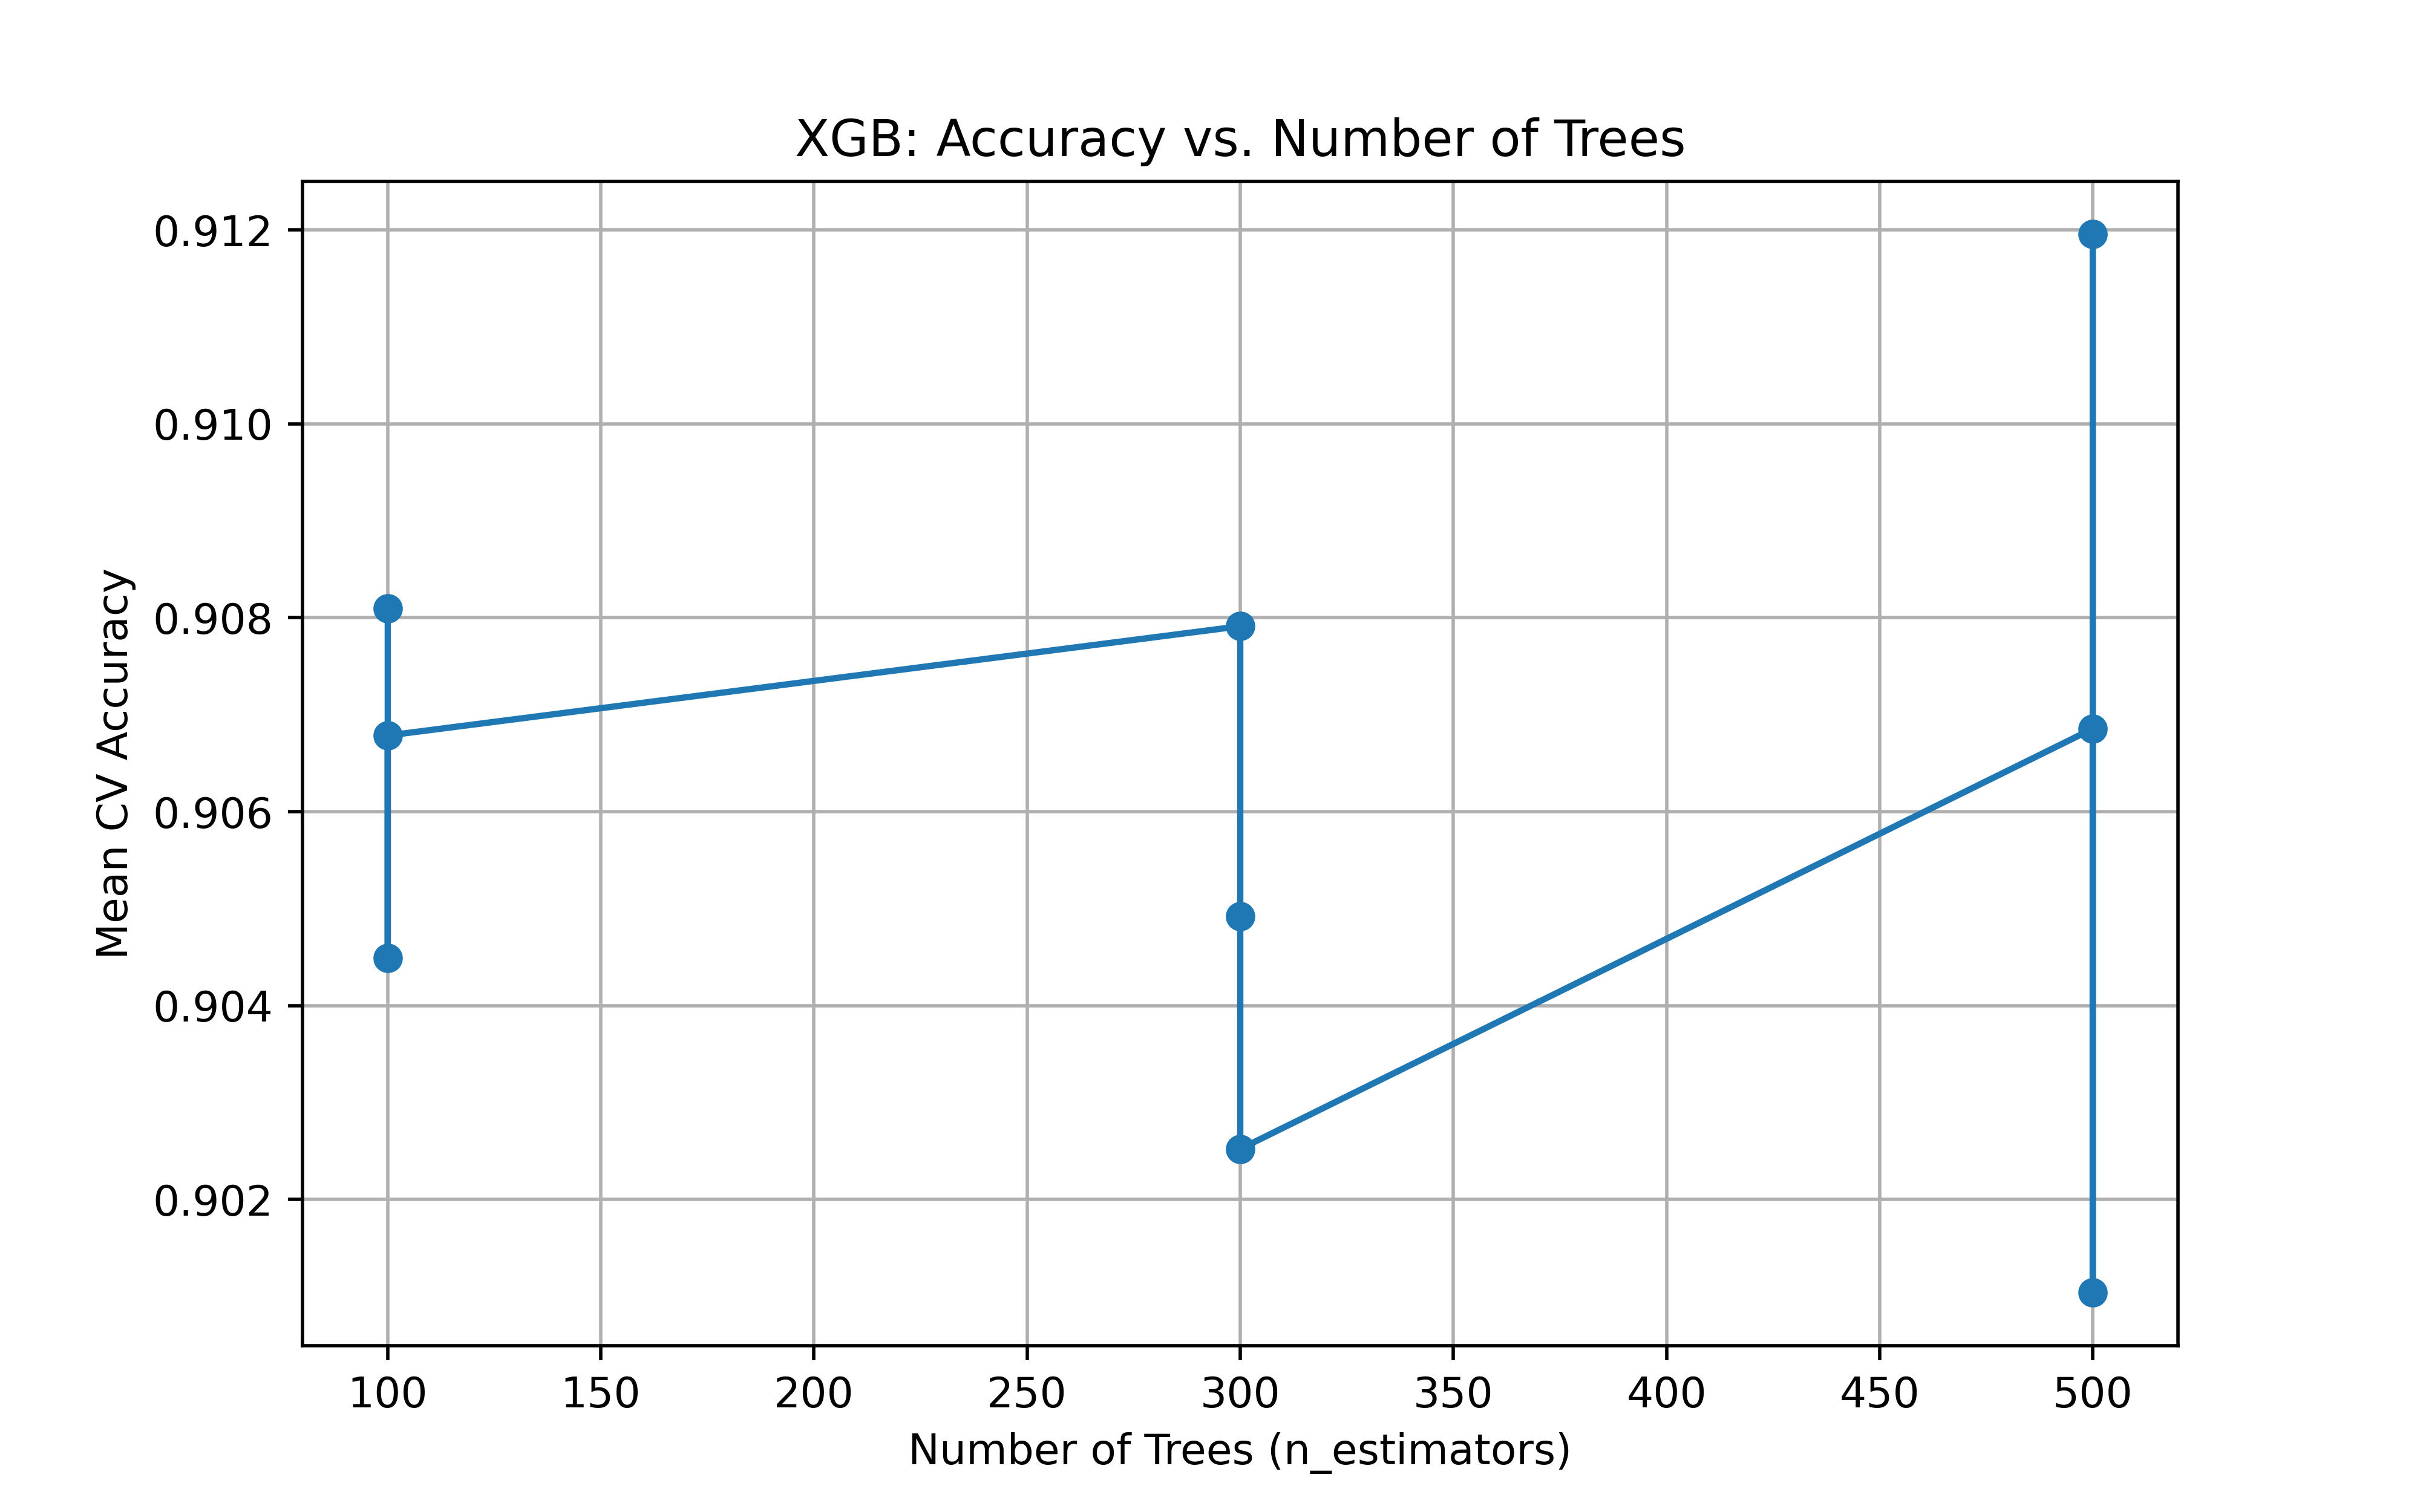 XGB: Accuracy vs. Number of Trees
Mean CV Accuracy
0.912
0.910
0.908
0.906
0.904
0.902
100 150 200 250 300 350 400 450 500
Number of Trees (n_estimators)